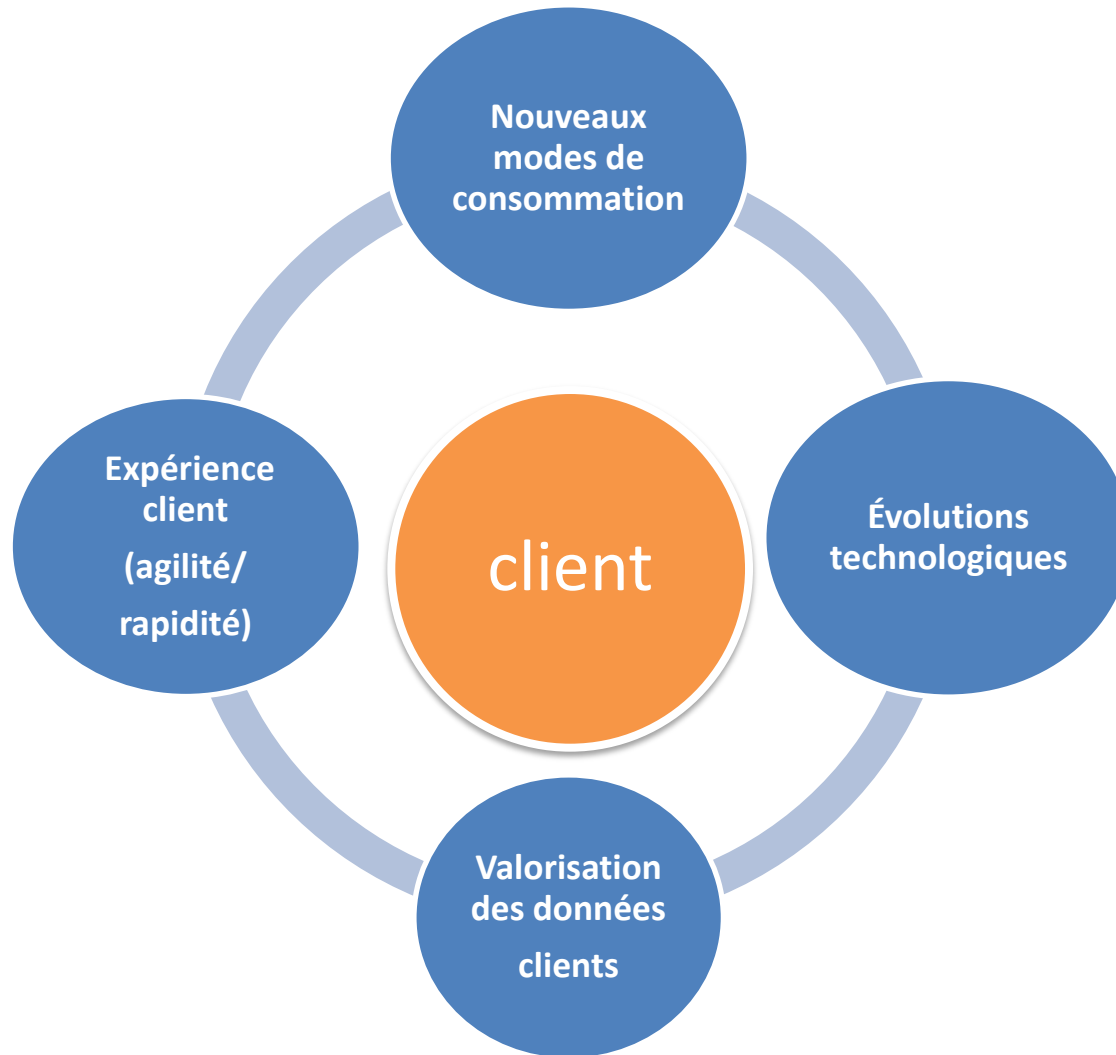 Nouveaux
modes de
consommation
Expérience
client
(agilité/
rapidité)
client
Évolutions
technologiques
Valorisation
des données
clients